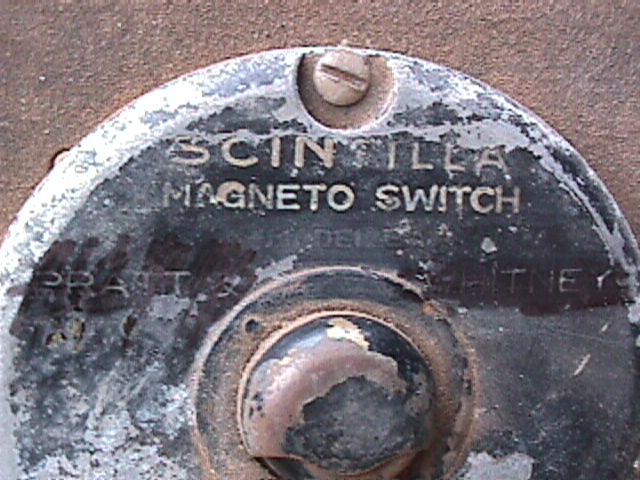 SCINTILLA
MAGNETO SWITCH
PRATT & WHITNEY